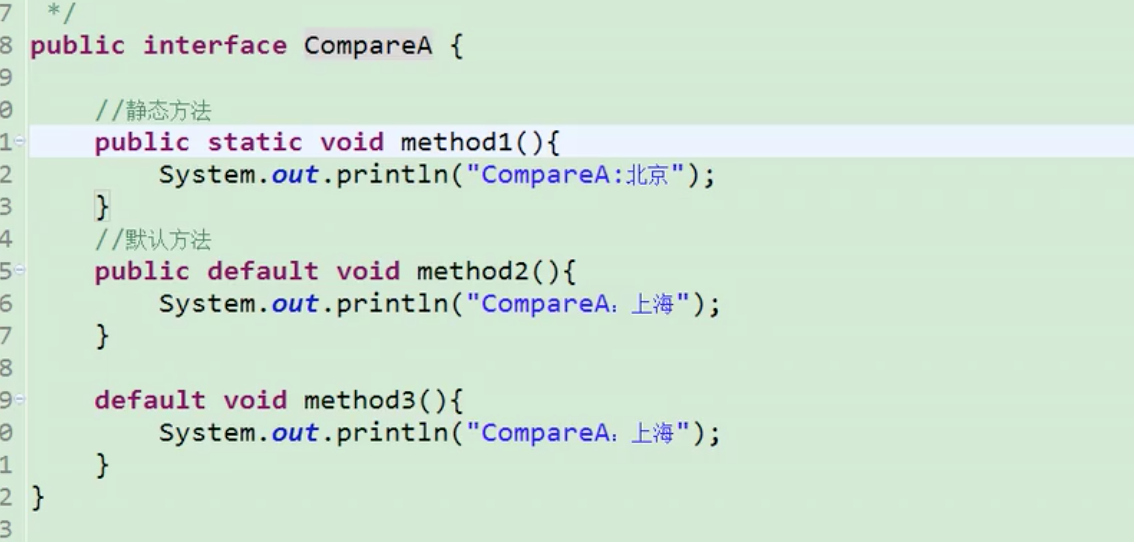 7 */
8 public interface CompareA {
9
0 //静态方法
1 public static void method1(){
2 System.out.println("CompareA:北京");
3 }
4 //默认方法
5 public default void method2(){
6 System.out.println("CompareA：上海");
7 }
8
9 default void method3(){
0 System.out.println("CompareA：上海");
1 }
2 }
3